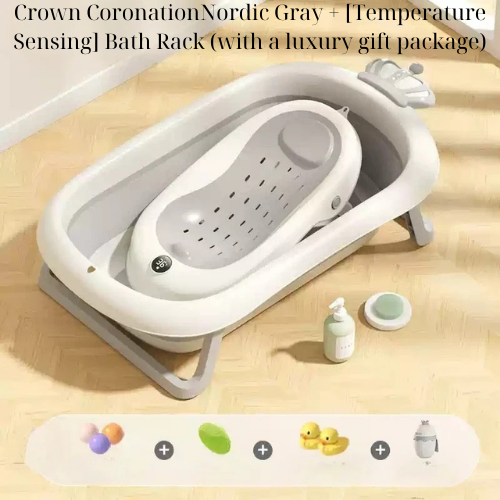 Crown CoronationNordic Gray + [Temperature
Sensing] Bath Rack (with a luxury gift package)